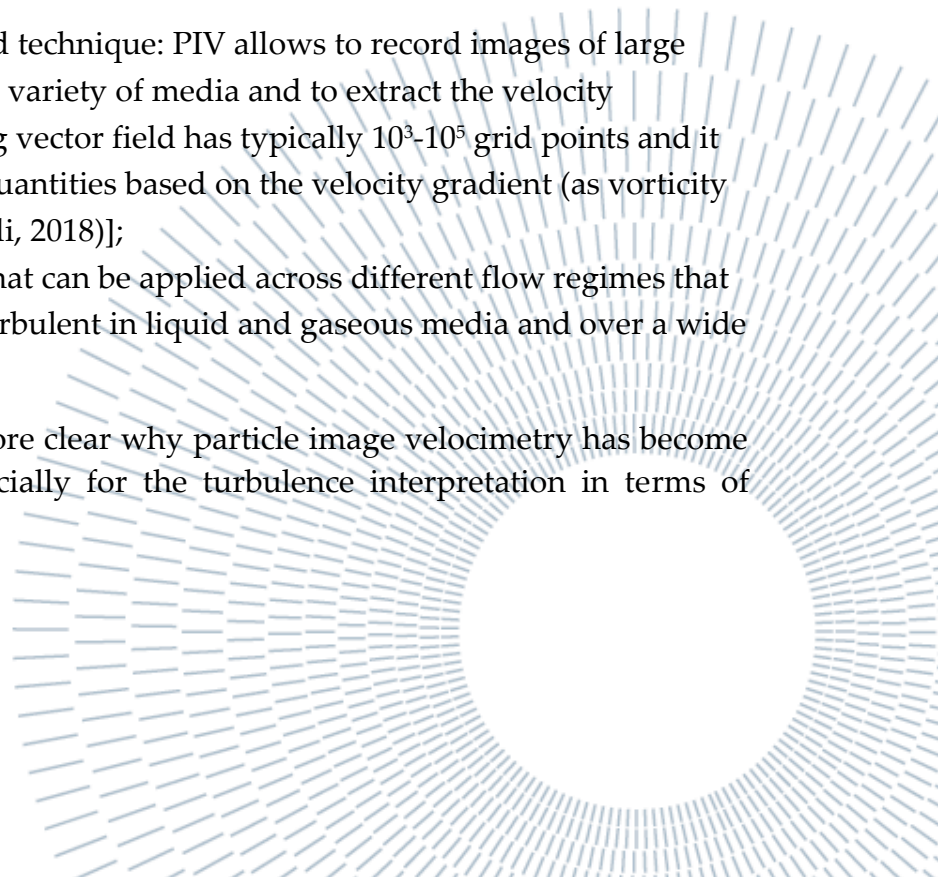 d technique: PIV allows to record images of large
variety of media and to extract the velocity
g vector field has typically 10³-10⁵ grid points and it
uantities based on the velocity gradient (as vorticity
li, 2018)];
hat can be applied across different flow regimes that
rbulent in liquid and gaseous media and over a wide
ore clear why particle image velocimetry has become
cially for the turbulence interpretation in terms of